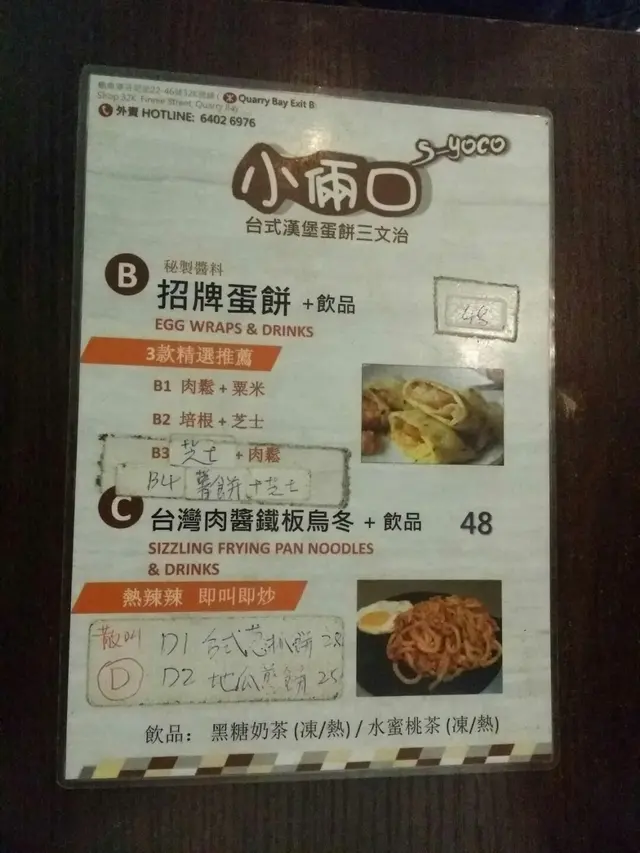 Shop 32K Finnie Street, Quarry Bay
Quarry Bay Exit B
外賣 HOTLINE: 6402 6976
S-yoco
小倆口
台式漢堡蛋餅三文治
B 秘製醬料
招牌蛋餅 +飲品
EGG WRAPS & DRINKS
48
3款精選推薦
B1 肉鬆 + 粟米
B2 培根 + 芝士
B3 芝士 + 肉鬆
B4 薯餅 + 芝士
C 台灣肉醬鐵板烏冬 + 飲品 48
SIZZLING FRYING PAN NOODLES
& DRINKS
熱辣辣 即叫即炒
散叫 D1 台式葱抓餅 28
D D2 地瓜煎餅 25
飲品： 黑糖奶茶 (凍/熱) / 水蜜桃茶 (凍/熱)